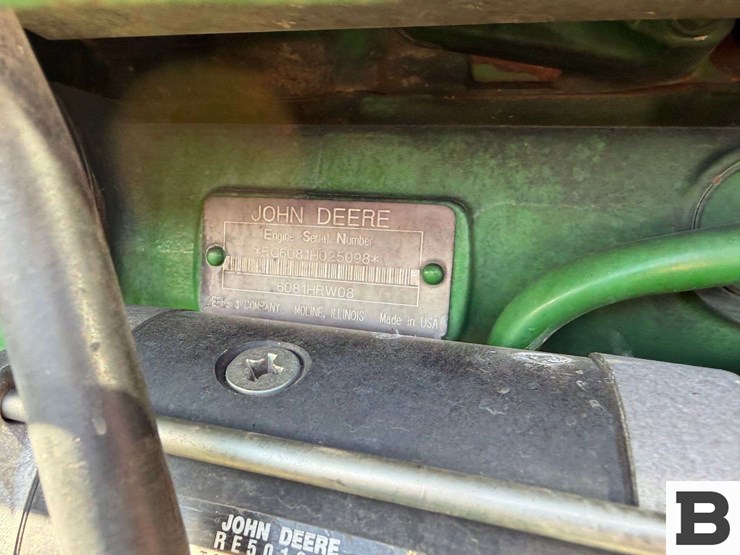 JOHN DEERE
Engine Serial Number
*RG6081H025098*
6081HRW08
DEERE & COMPANY MOLINE, ILLINOIS Made in USA
JOHN DEERE
B